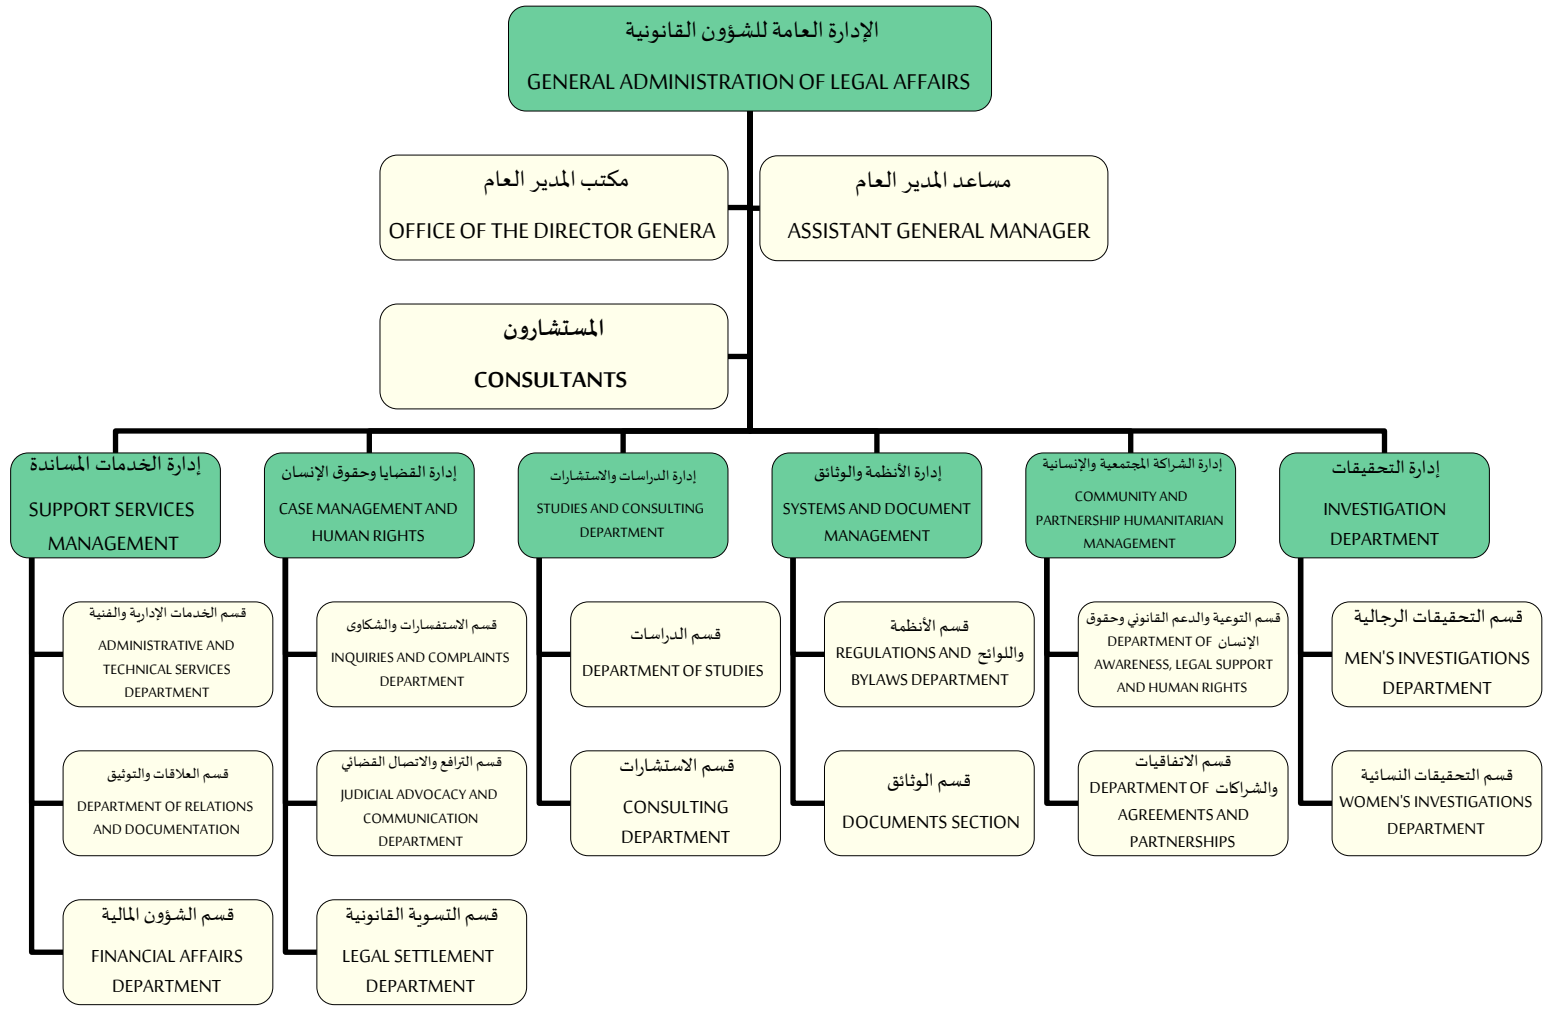 الإدارة العامة للشؤون القانونية
GENERAL ADMINISTRATION OF LEGAL AFFAIRS
مكتب المدير العام
OFFICE OF THE DIRECTOR GENERA
مساعد المدير العام
ASSISTANT GENERAL MANAGER
المستشارون
CONSULTANTS
إدارة الخدمات المساندة
SUPPORT SERVICES
MANAGEMENT
إدارة القضايا وحقوق الإنسان
CASE MANAGEMENT AND
HUMAN RIGHTS
إدارة الدراسات والاستشارات
STUDIES AND CONSULTING
DEPARTMENT
إدارة الأنظمة والوثائق
SYSTEMS AND DOCUMENT
MANAGEMENT
إدارة الشراكة المجتمعية والإنسانية
COMMUNITY AND
PARTNERSHIP HUMANITARIAN
MANAGEMENT
إدارة التحقيقات
INVESTIGATION
DEPARTMENT
قسم الخدمات الإدارية والفنية
ADMINISTRATIVE AND
TECHNICAL SERVICES
DEPARTMENT
قسم الاستفسارات والشكاوى
INQUIRIES AND COMPLAINTS
DEPARTMENT
قسم الدراسات
DEPARTMENT OF STUDIES
قسم الأنظمة
واللوائح REGULATIONS AND
BYLAWS DEPARTMENT
قسم التوعية والدعم القانوني وحقوق
الإنسان DEPARTMENT OF
AWARENESS, LEGAL SUPPORT
AND HUMAN RIGHTS
قسم التحقيقات الرجالية
MEN'S INVESTIGATIONS
DEPARTMENT
قسم العلاقات والتوثيق
DEPARTMENT OF RELATIONS
AND DOCUMENTATION
قسم الترافع والاتصال القضائي
JUDICIAL ADVOCACY AND
COMMUNICATION
DEPARTMENT
قسم الاستشارات
CONSULTING
DEPARTMENT
قسم الوثائق
DOCUMENTS SECTION
قسم الاتفاقيات
والشراكات DEPARTMENT OF
AGREEMENTS AND
PARTNERSHIPS
قسم التحقيقات النسائية
WOMEN'S INVESTIGATIONS
DEPARTMENT
قسم الشؤون المالية
FINANCIAL AFFAIRS
DEPARTMENT
قسم التسوية القانونية
LEGAL SETTLEMENT
DEPARTMENT